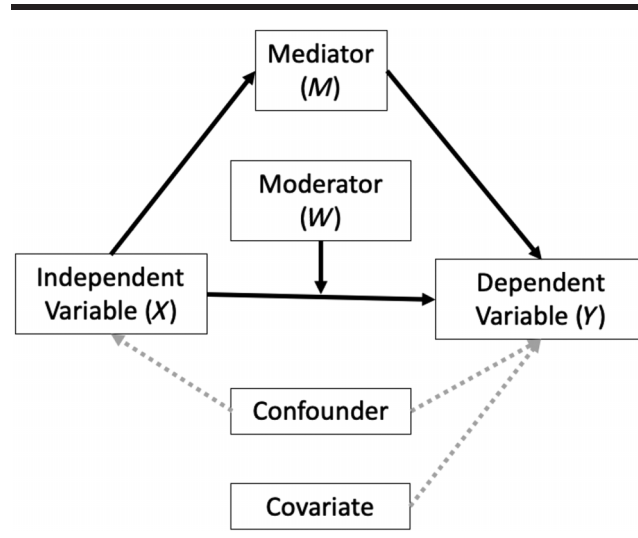 Mediator
(M)
Moderator
(W)
Independent
Variable (X)
Dependent
Variable (Y)
Confounder
Covariate